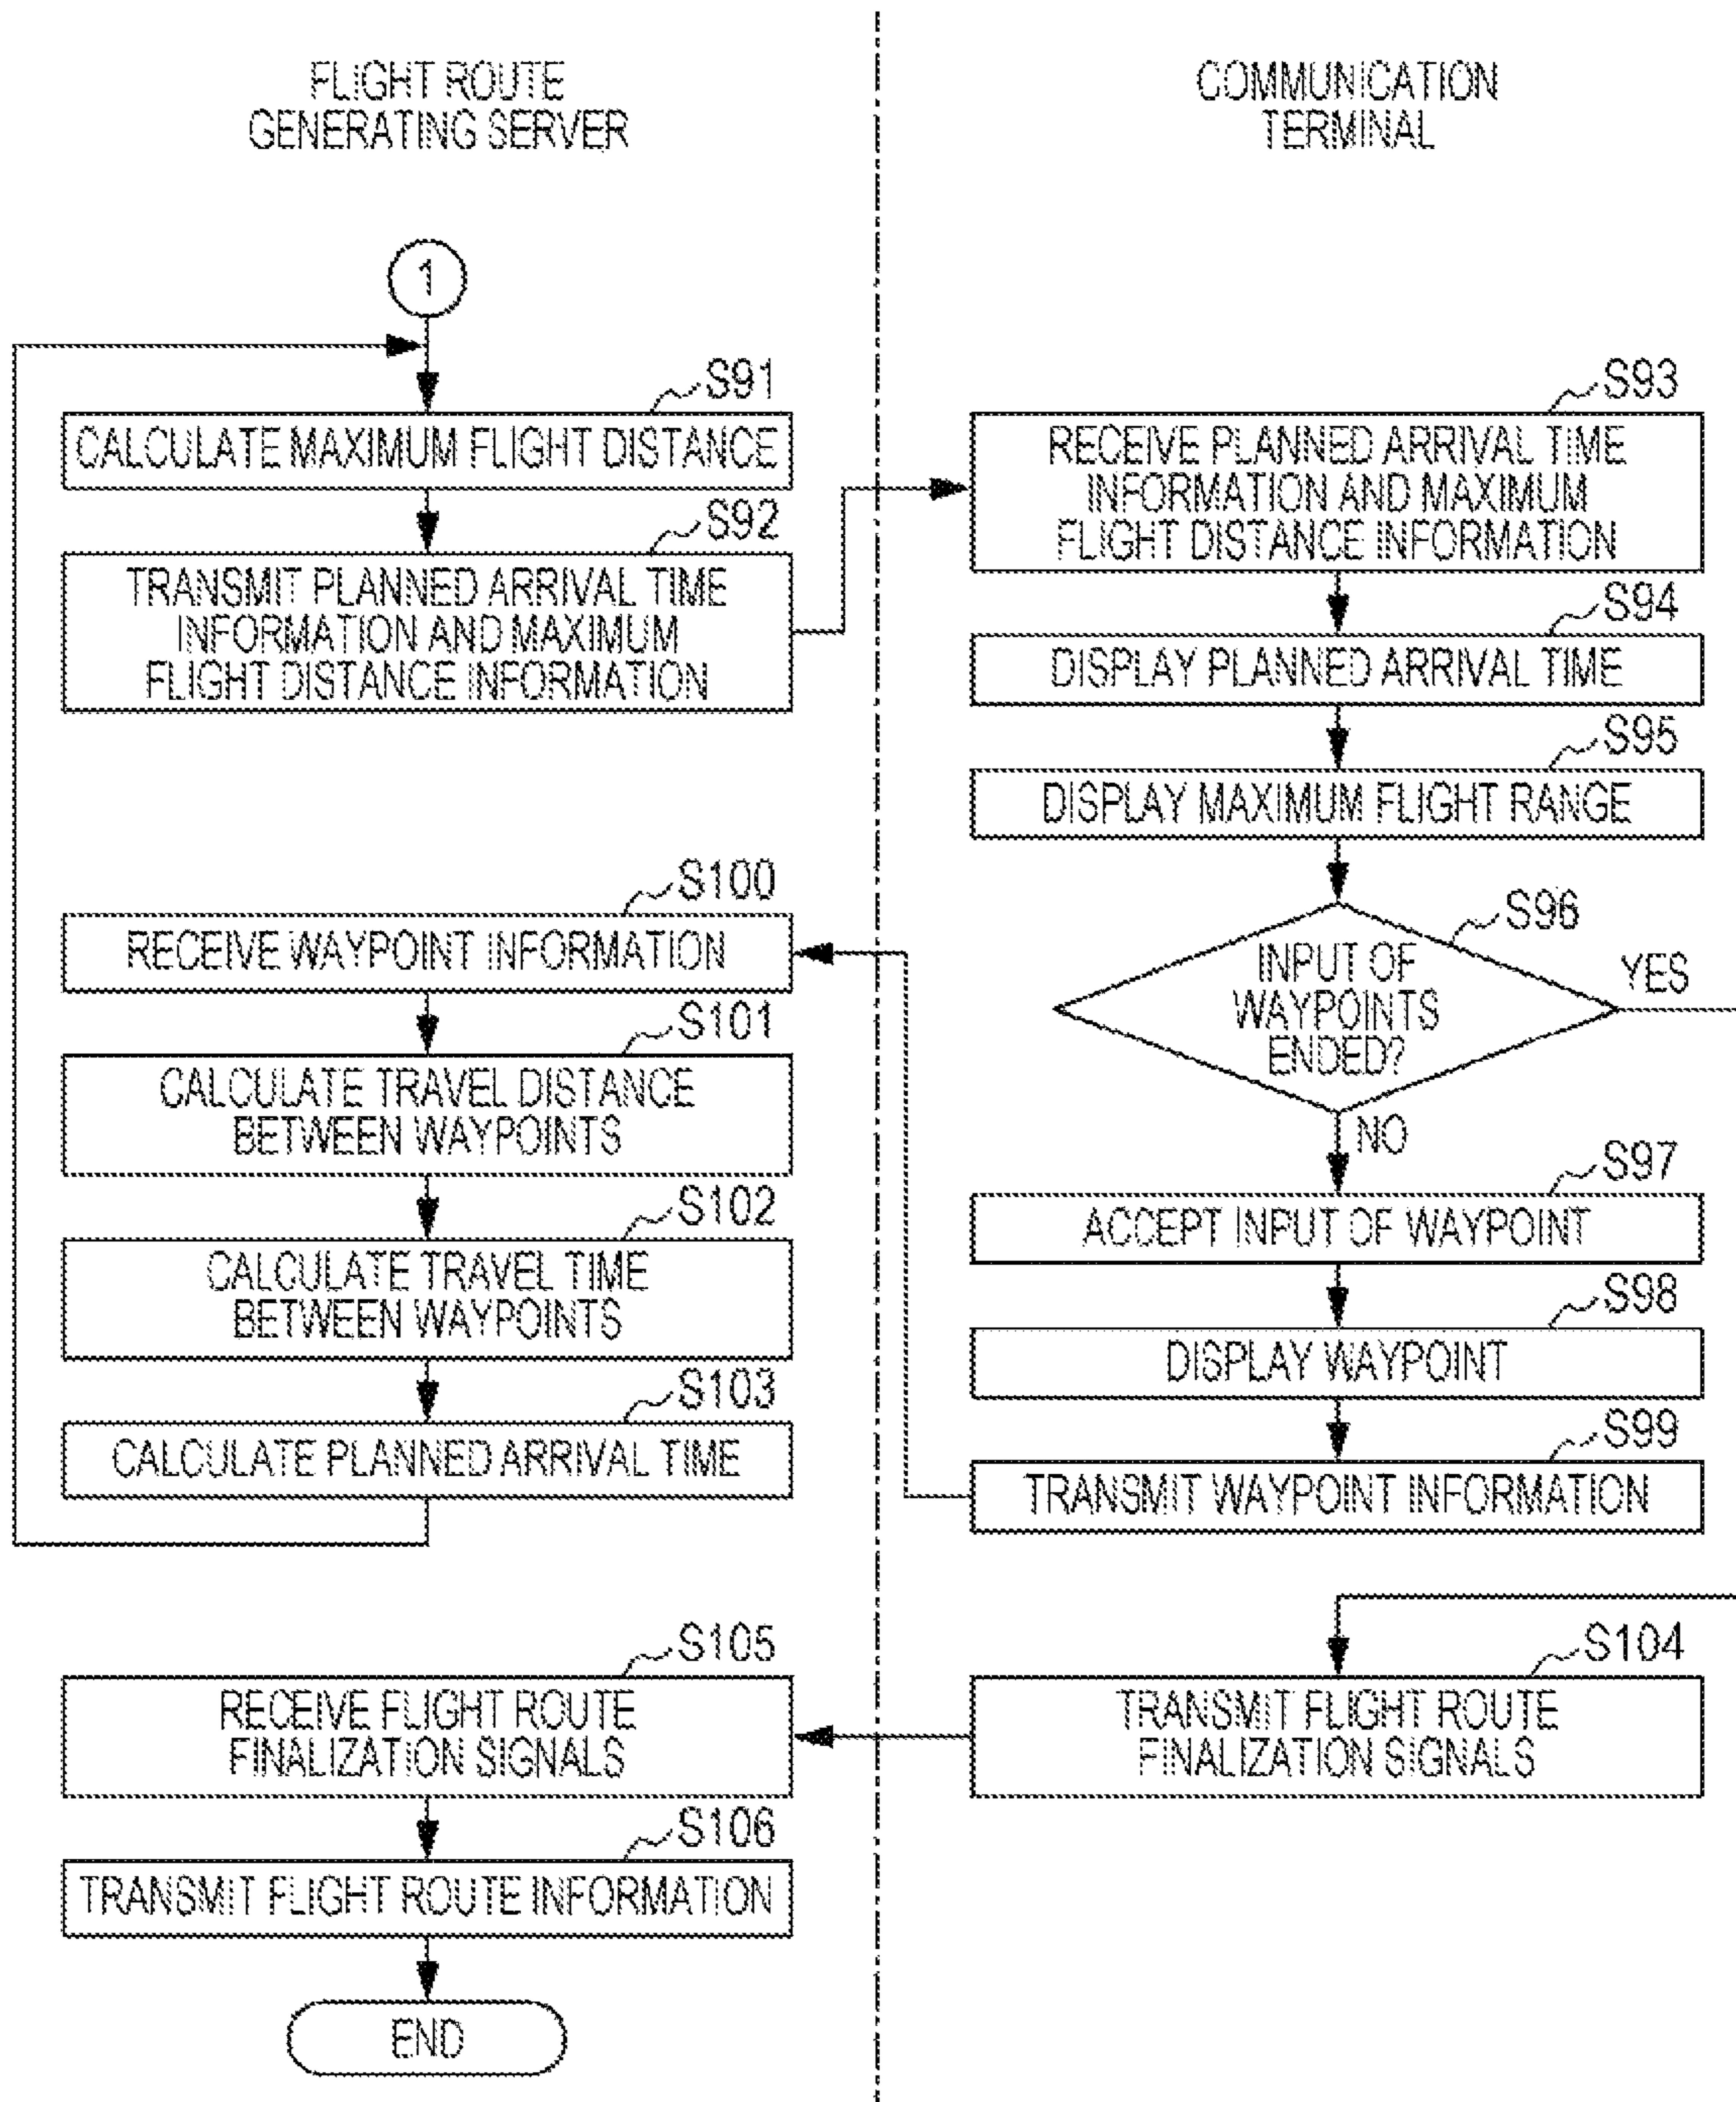 FLIGHT ROUTE
GENERATING SERVER
1
S91
CALCULATE MAXIMUM FLIGHT DISTANCE
S92
TRANSMIT PLANNED ARRIVAL TIME
INFORMATION AND MAXIMUM
FLIGHT DISTANCE INFORMATION
S100
RECEIVE WAYPOINT INFORMATION
S101
CALCULATE TRAVEL DISTANCE
BETWEEN WAYPOINTS
S102
CALCULATE TRAVEL TIME
BETWEEN WAYPOINTS
S103
CALCULATE PLANNED ARRIVAL TIME
S105
RECEIVE FLIGHT ROUTE
FINALIZATION SIGNALS
S106
TRANSMIT FLIGHT ROUTE INFORMATION
END
COMMUNICATION
TERMINAL
S93
RECEIVE PLANNED ARRIVAL TIME
INFORMATION AND MAXIMUM
FLIGHT DISTANCE INFORMATION
S94
DISPLAY PLANNED ARRIVAL TIME
S95
DISPLAY MAXIMUM FLIGHT RANGE
S96
INPUT OF
WAYPOINTS
ENDED?
YES
NO
S97
ACCEPT INPUT OF WAYPOINT
S98
DISPLAY WAYPOINT
S99
TRANSMIT WAYPOINT INFORMATION
S104
TRANSMIT FLIGHT ROUTE
FINALIZATION SIGNALS